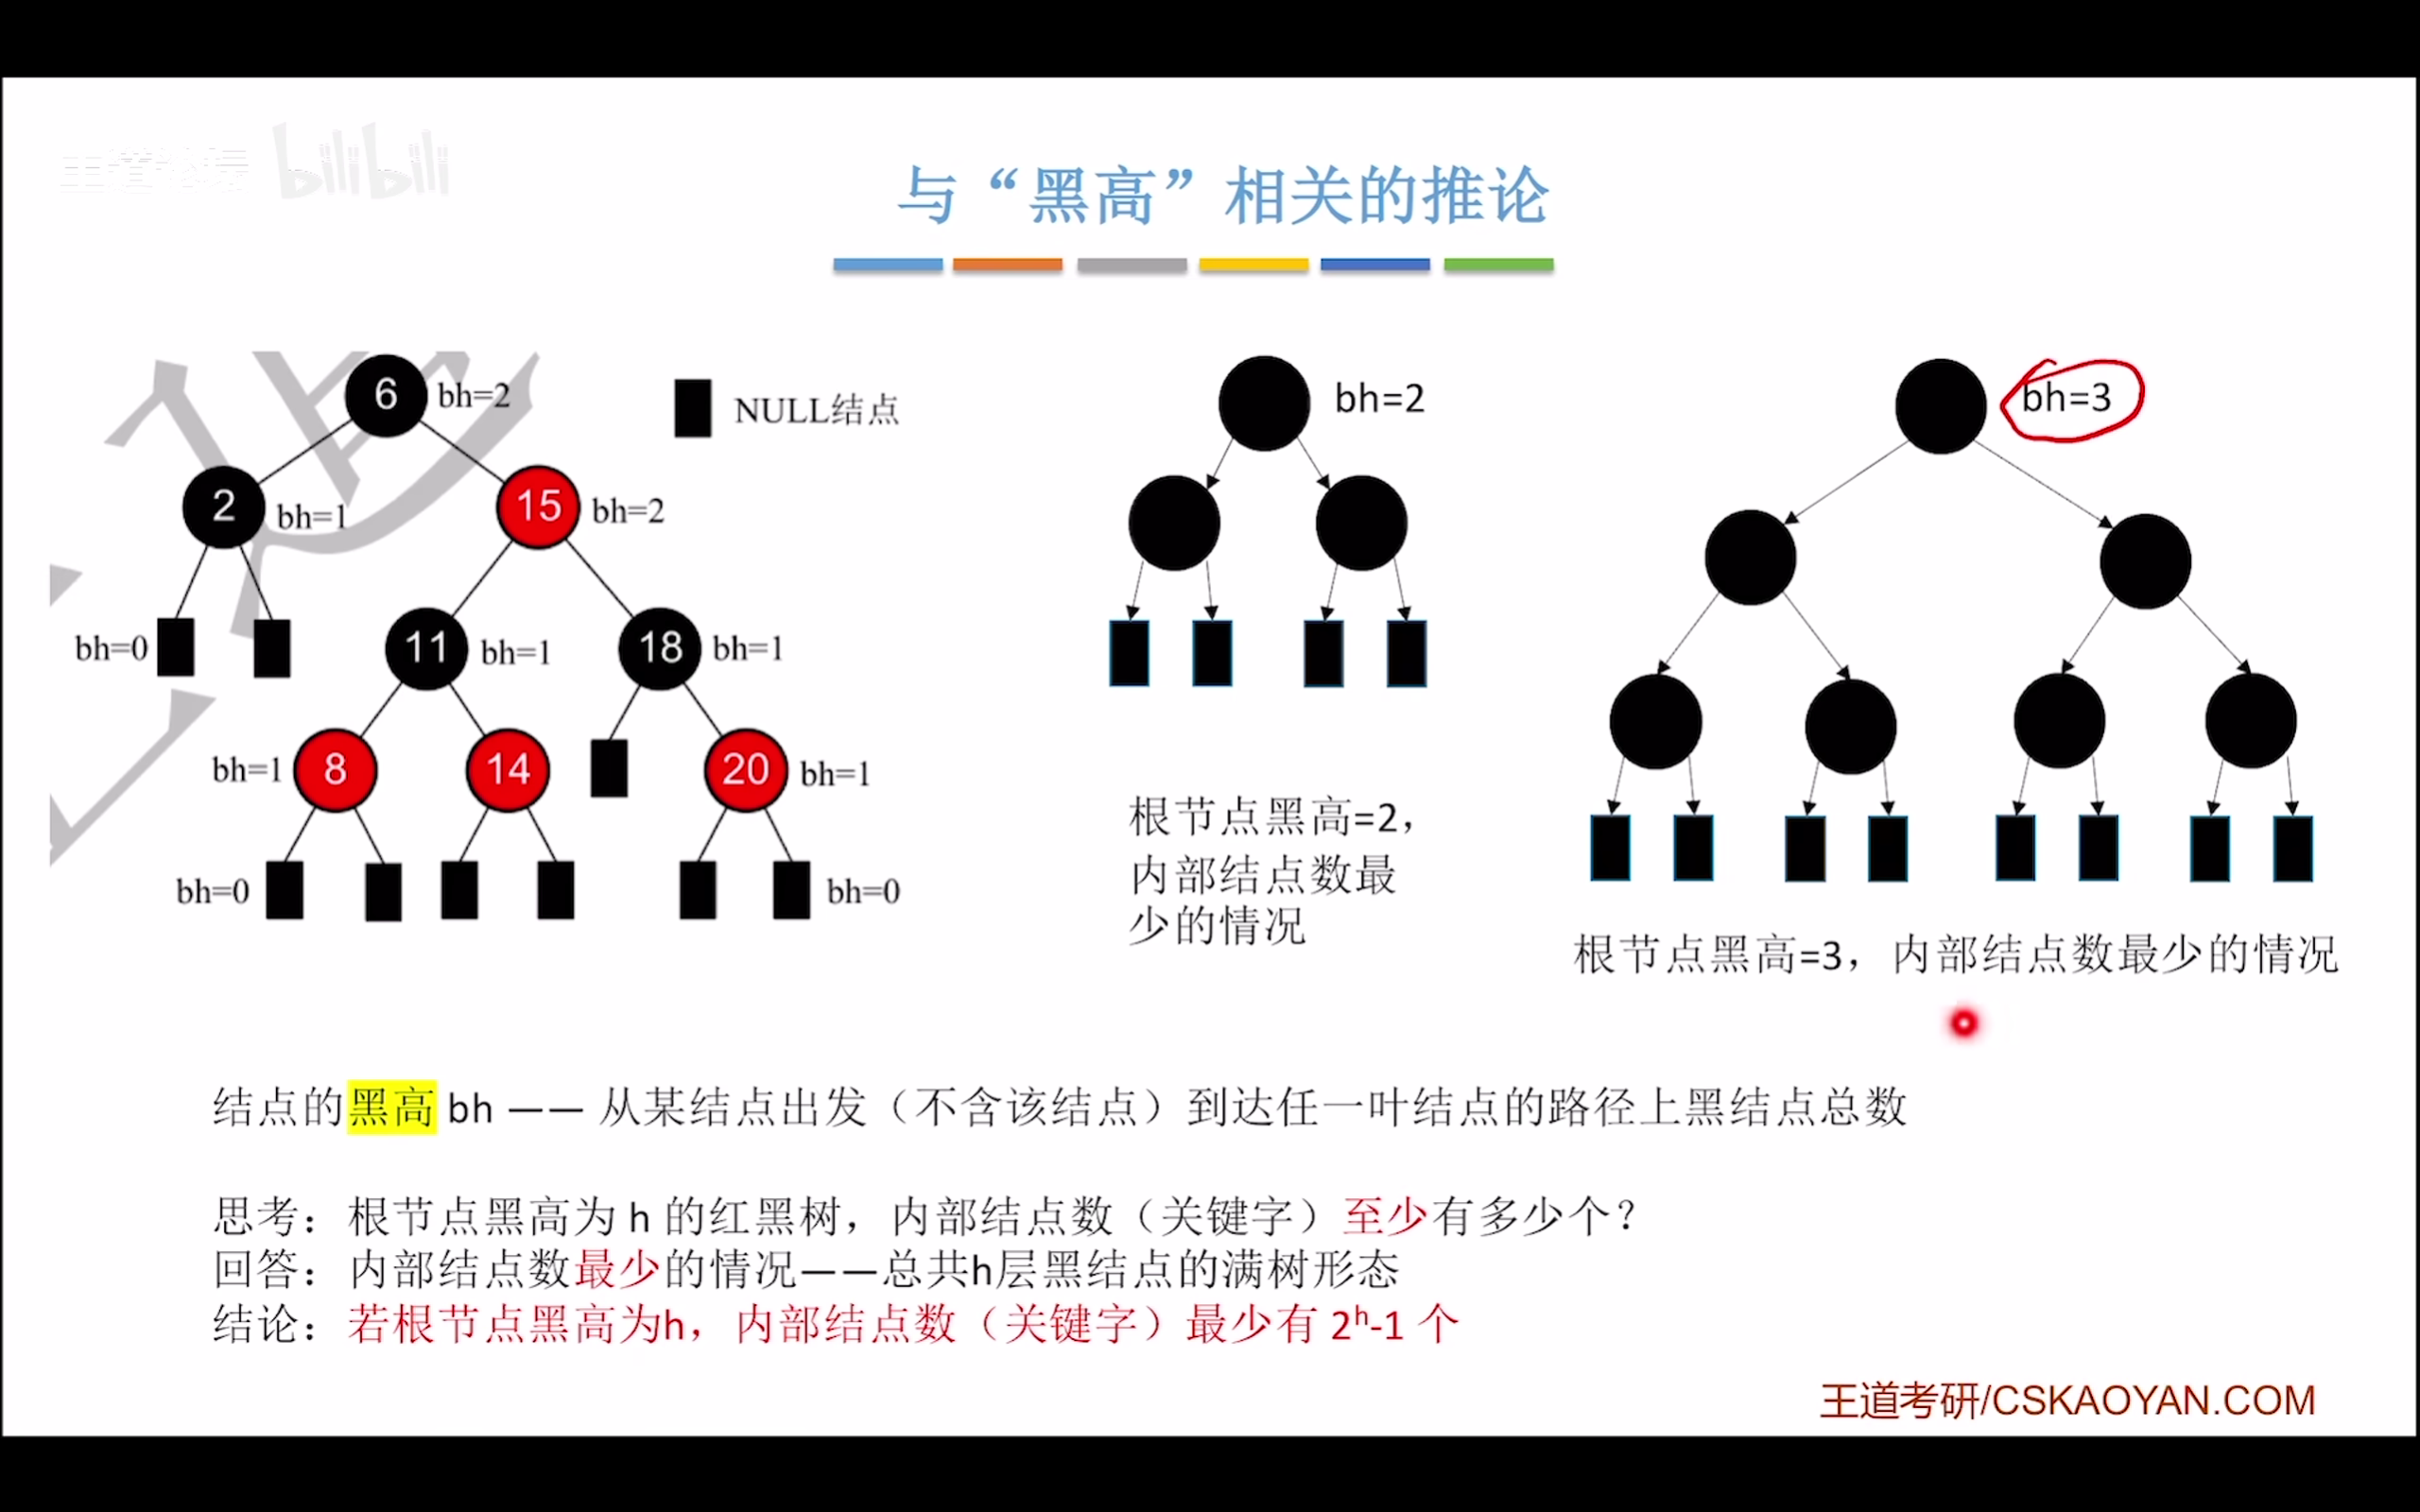 bilibili
与“黑高”相关的推论
6 bh=2
NULL结点
2 bh=1
15 bh=2
bh=0
11 bh=1
18 bh=1
bh=1 8
14
20 bh=1
bh=0
bh=0
bh=2
根节点黑高=2，
内部结点数最
少的情况
bh=3
根节点黑高=3，内部结点数最少的情况
结点的黑高 bh —— 从某结点出发（不含该结点）到达任一叶结点的路径上黑结点总数
思考：根节点黑高为 h 的红黑树，内部结点数（关键字）至少有多少个？
回答：内部结点数最少的情况——总共h层黑结点的满树形态
结论：若根节点黑高为h，内部结点数（关键字）最少有 2ʰ-1 个
王道考研/CSKAOYAN.COM